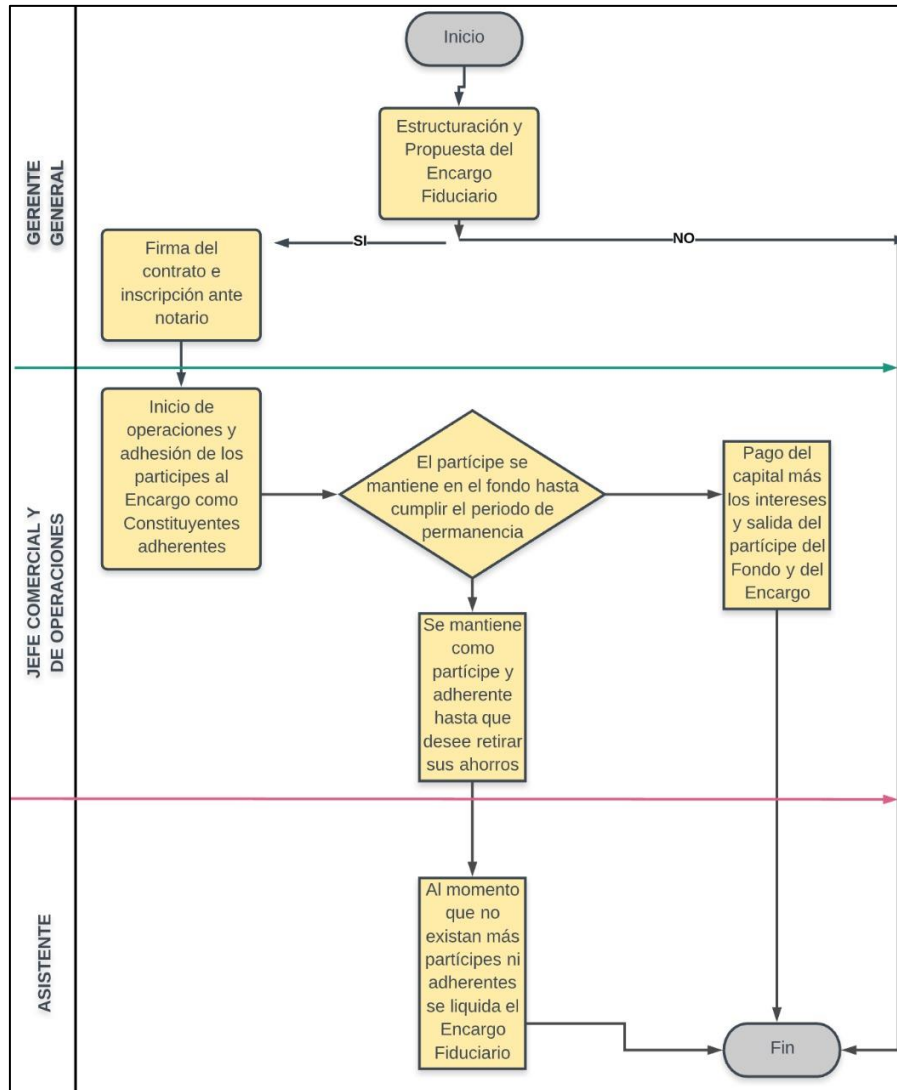 Inicio
GERENTE
GENERAL
Estructuración y
Propuesta del
Encargo
Fiduciario
SI
NO
Firma del
contrato e
inscripción ante
notario
JEFE COMERCIAL Y
DE OPERACIONES
Inicio de
operaciones y
adhesión de los
participes al
Encargo como
Constituyentes
adherentes
El partícipe se
mantiene en el fondo hasta
cumplir el periodo de
permanencia
Pago del
capital más
los intereses
y salida del
partícipe del
Fondo y del
Encargo
Se mantiene
como
partícipe y
adherente
hasta que
desee retirar
sus ahorros
ASISTENTE
Al momento
que no
existan más
partícipes ni
adherentes
se liquida el
Encargo
Fiduciario
Fin